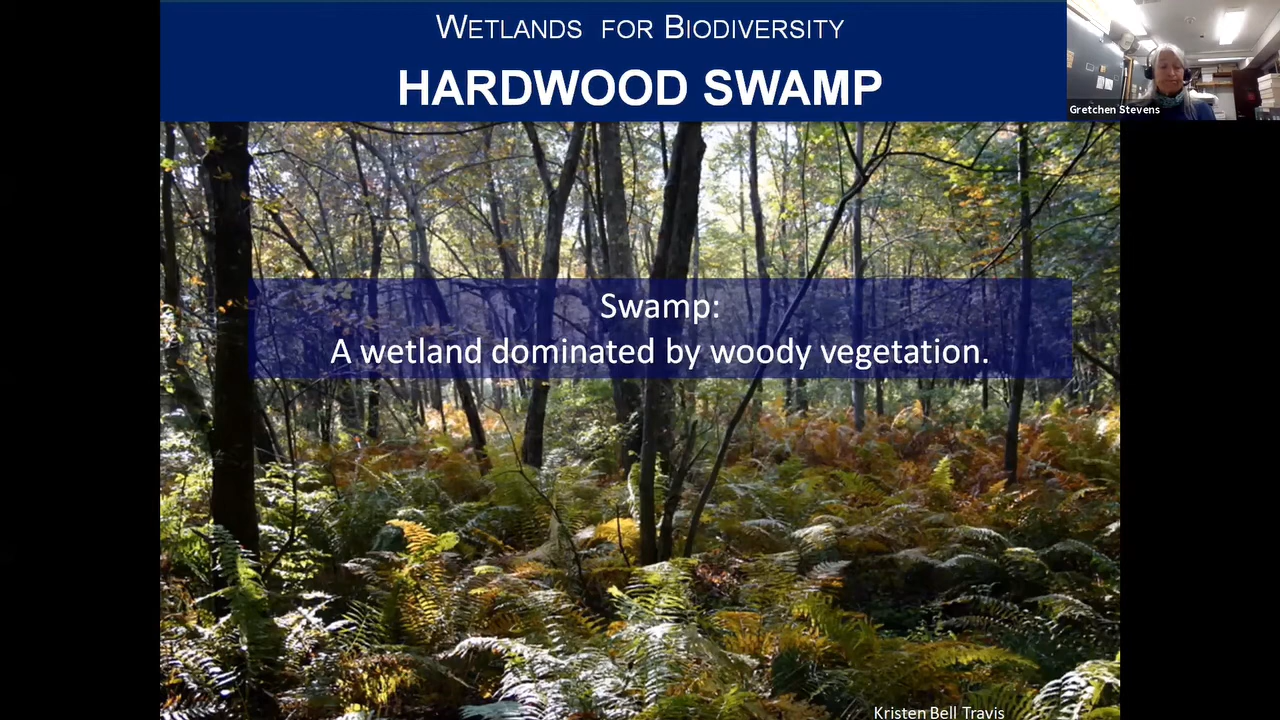 WETLANDS FOR BIODIVERSITY
HARDWOOD SWAMP
Gretchen Stevens
Swamp:
A wetland dominated by woody vegetation.
Kristen Bell Travis